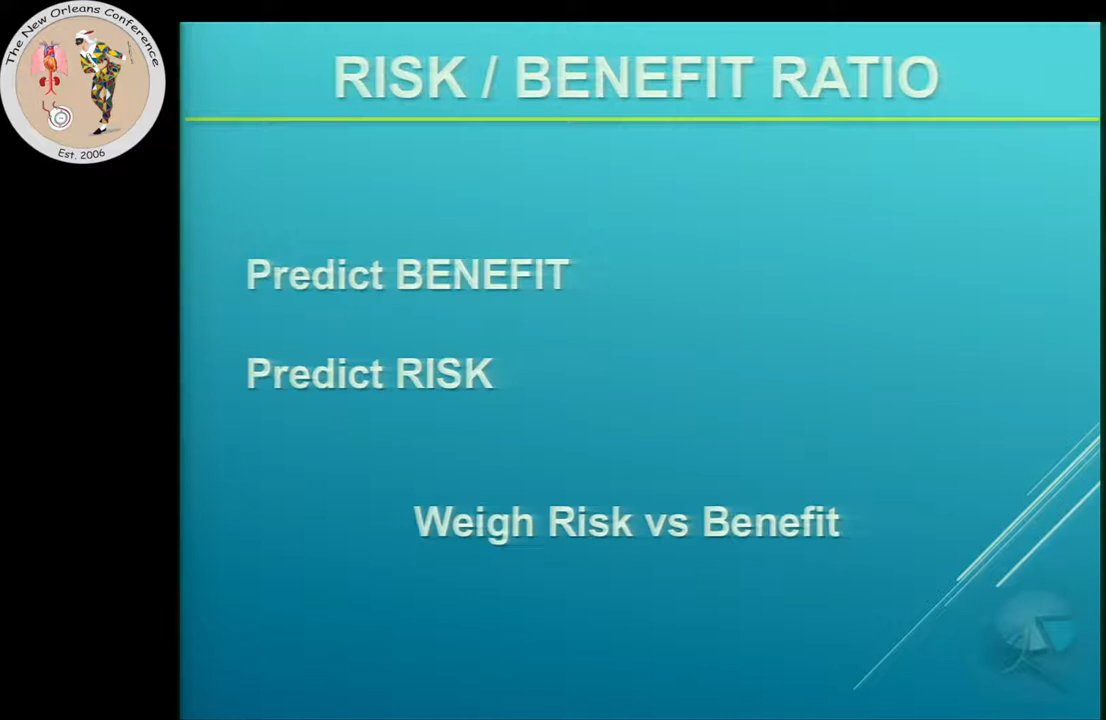 The New Orleans Conference
Est. 2006
RISK / BENEFIT RATIO
Predict BENEFIT
Predict RISK
Weigh Risk vs Benefit